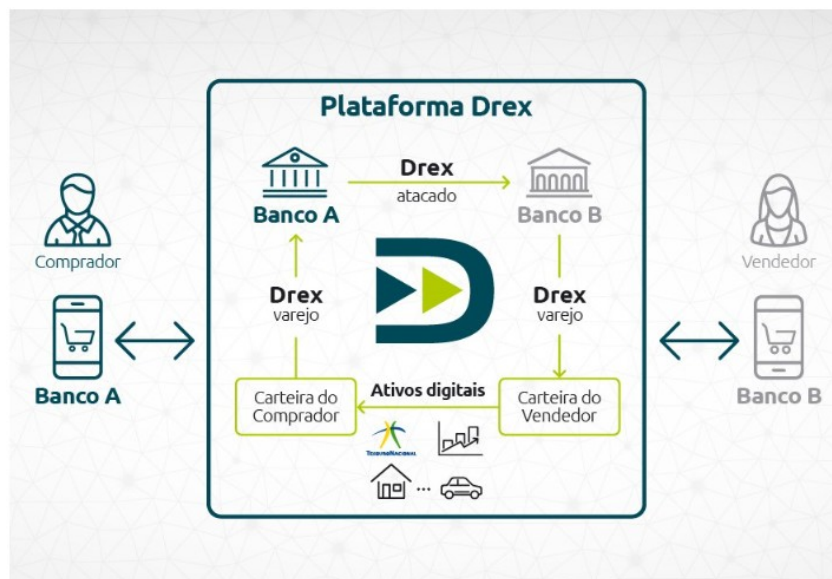 Plataforma Drex
Drex
atacado
Banco A
Banco B
Comprador
Vendedor
Drex
varejo
Drex
varejo
Banco A
Banco B
Carteira do
Comprador
Ativos digitais
Carteira do
Vendedor
TesouroNacional
...